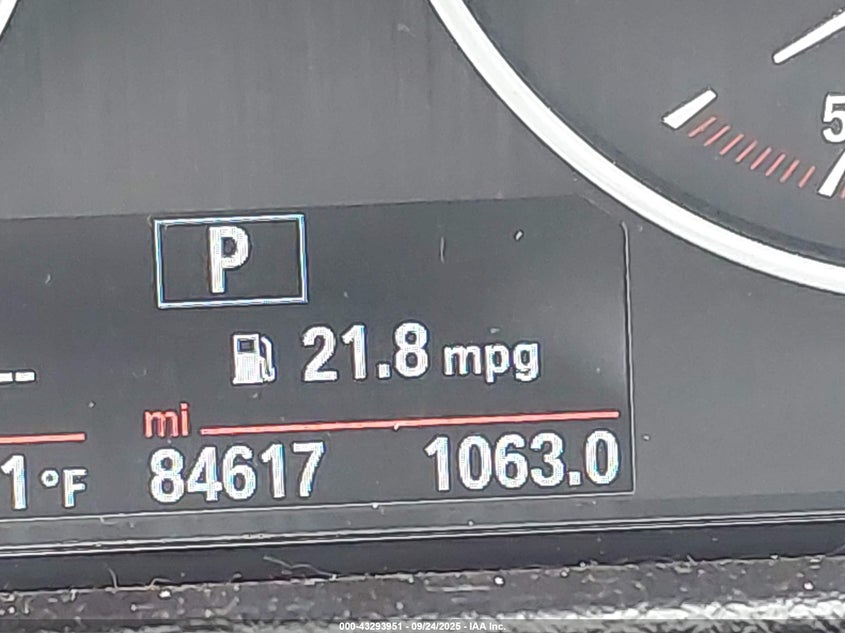 5
P
21.8 mpg
mi
1 °F 84617 1063.0
000-43293951 - 09/24/2025 - IAA Inc.